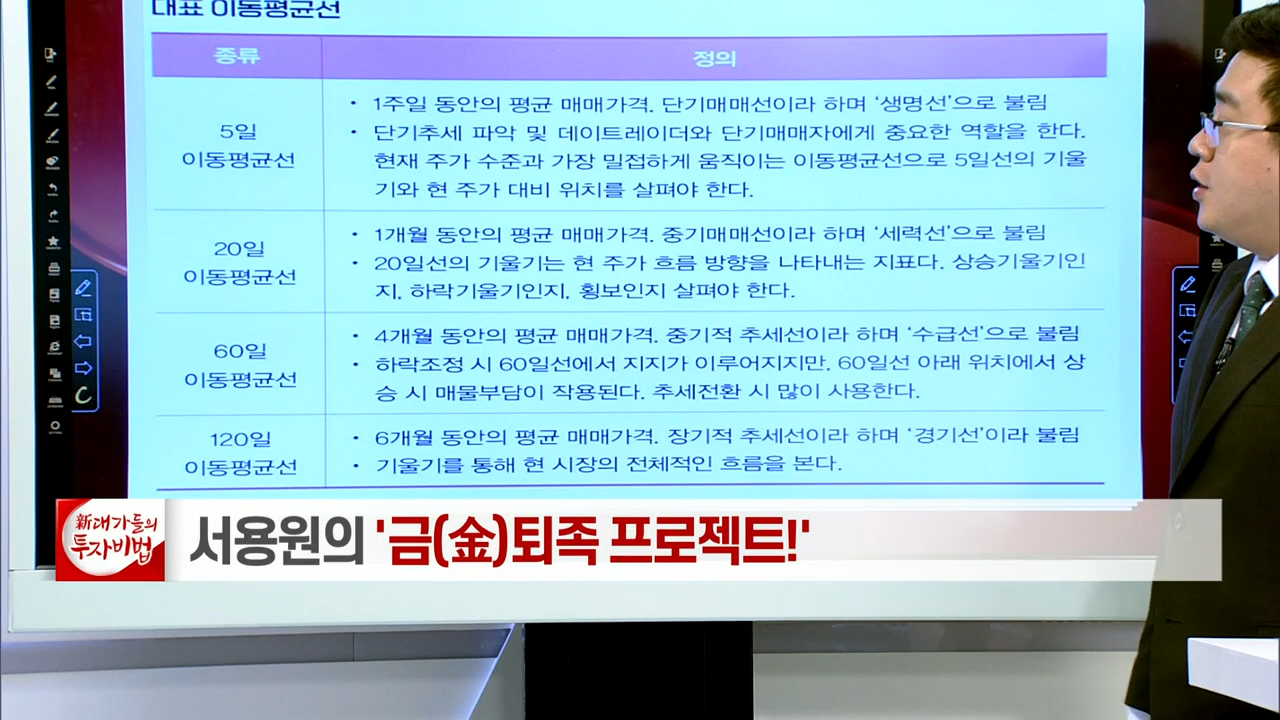 대표 이동평균선
종류
정의
5일
이동평균선
• 1주일 동안의 평균 매매가격. 단기매매선이라 하며 '생명선'으로 불림
• 단기추세 파악 및 데이트레이더와 단기매매자에게 중요한 역할을 한다.
현재 주가 수준과 가장 밀접하게 움직이는 이동평균선으로 5일선의 기울
기와 현 주가 대비 위치를 살펴야 한다.
20일
이동평균선
• 1개월 동안의 평균 매매가격. 중기매매선이라 하며 '세력선'으로 불림
• 20일선의 기울기는 현 주가 흐름 방향을 나타내는 지표다. 상승기울기인
지, 하락기울기인지, 횡보인지 살펴야 한다.
60일
이동평균선
• 4개월 동안의 평균 매매가격. 중기적 추세선이라 하며 '수급선'으로 불림
• 하락조정 시 60일선에서 지지가 이루어지지만, 60일선 아래 위치에서 상
승 시 매물부담이 작용된다. 추세전환 시 많이 사용한다.
120일
이동평균선
• 6개월 동안의 평균 매매가격. 장기적 추세선이라 하며 '경기선'이라 불림
• 기울기를 통해 현 시장의 전체적인 흐름을 본다.
新대가들의
투자비법
서용원의 '금(金)퇴족 프로젝트!'